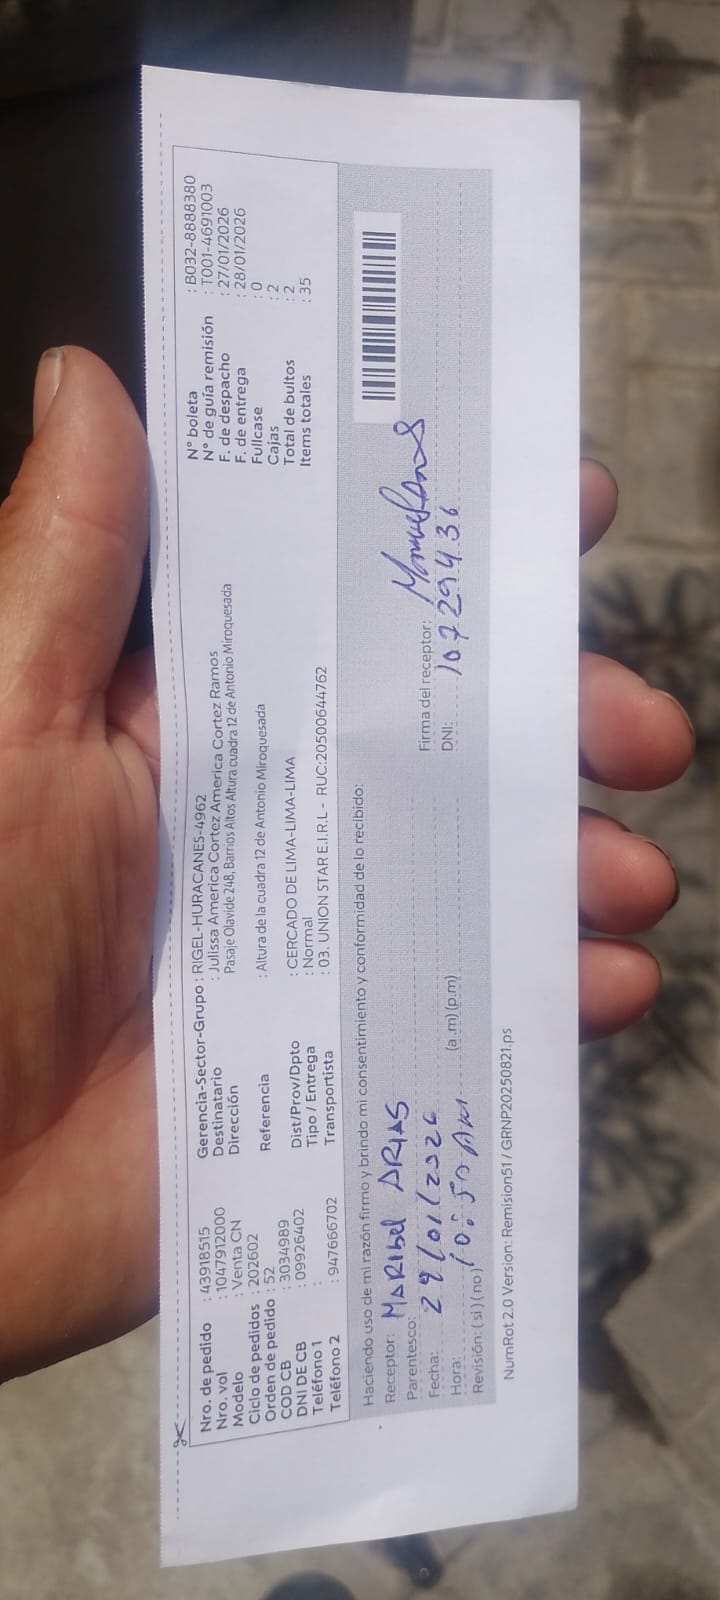 Nro. de pedido : 43918515
Nro. vol : 1047912000
Modelo : Venta CN
Ciclo de pedidos : 202602
Orden de pedido : 52
COD CB : 3034989
DNI DE CB : 09926402
Teléfono 1 :
Teléfono 2 : 947666702
Gerencia-Sector-Grupo : RIGEL-HURACANES-4962
Destinatario : Julissa America Cortez America Cortez Ramos
Dirección Pasaje Olavide 248, Barrios Altos Altura cuadra 12 de Antonio Miroquesada
Referencia : Altura de la cuadra 12 de Antonio Miroquesada
Dist/Prov/Dpto : CERCADO DE LIMA-LIMA-LIMA
Tipo / Entrega : Normal
Transportista : 03. UNION STAR E.I.R.L - RUC:20500644762
N° boleta : B032-8888380
N° de guía remisión : T001-4691003
F. de despacho : 27/01/2026
F. de entrega : 28/01/2026
Fullcase : 0
Cajas : 2
Total de bultos : 2
Items totales : 35
Haciendo uso de mi razón firmo y brindo mi consentimiento y conformidad de lo recibido:
Receptor: MARIBEL ARIAS
Parentesco:
Fecha: 29/01/2026
Hora: 10:50 AM (a .m) (p.m)
Revisión: ( si ) ( no )
Firma del receptor:
DNI: 10729436
NumRot 2.0 Version: Remision51 / GRNP20250821.ps